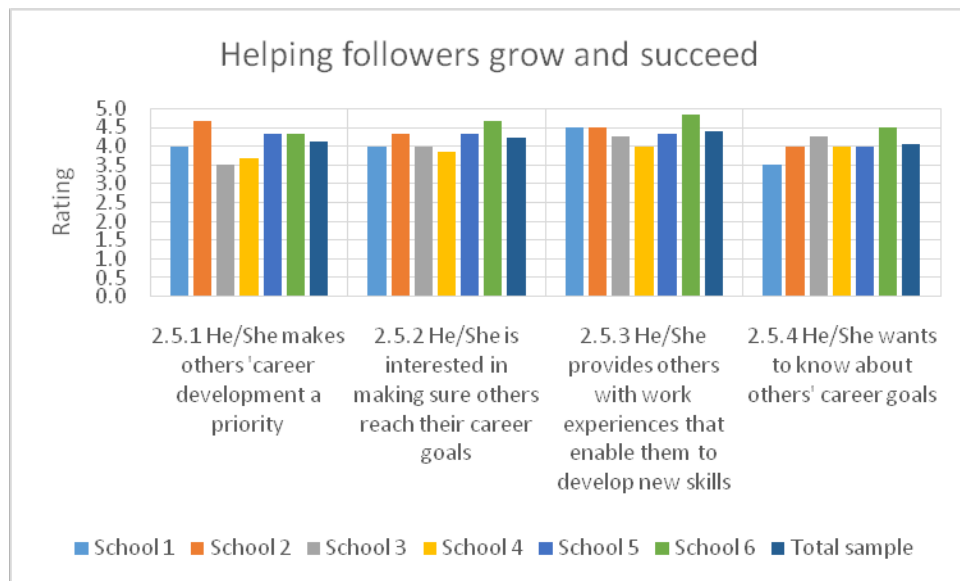 Helping followers grow and succeed
Rating
5.0
4.5
4.0
3.5
3.0
2.5
2.0
1.5
1.0
0.5
0.0
2.5.1 He/She makes
others 'career
development a
priority
2.5.2 He/She is
interested in
making sure others
reach their career
goals
2.5.3 He/She
provides others
with work
experiences that
enable them to
develop new skills
2.5.4 He/She wants
to know about
others' career goals
School 1 School 2 School 3 School 4 School 5 School 6 Total sample